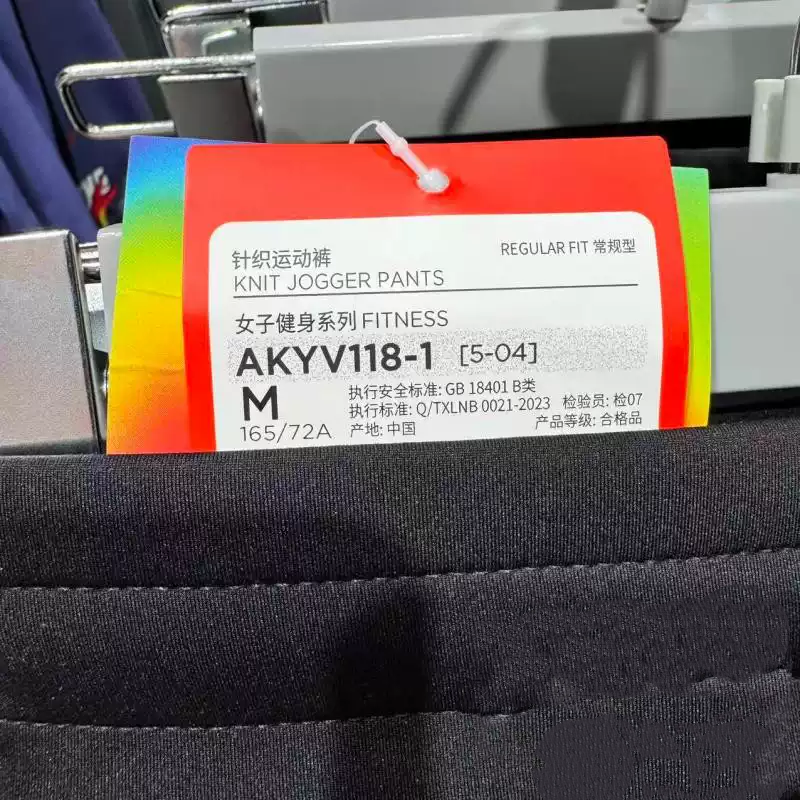 针织运动裤
REGULAR FIT 常规型
KNIT JOGGER PANTS
女子健身系列 FITNESS
AKYV118-1 [5-04]
M
165/72A
执行安全标准: GB 18401 B类
执行标准: Q/TXLNB 0021-2023 检验员: 检07
产地: 中国 产品等级: 合格品